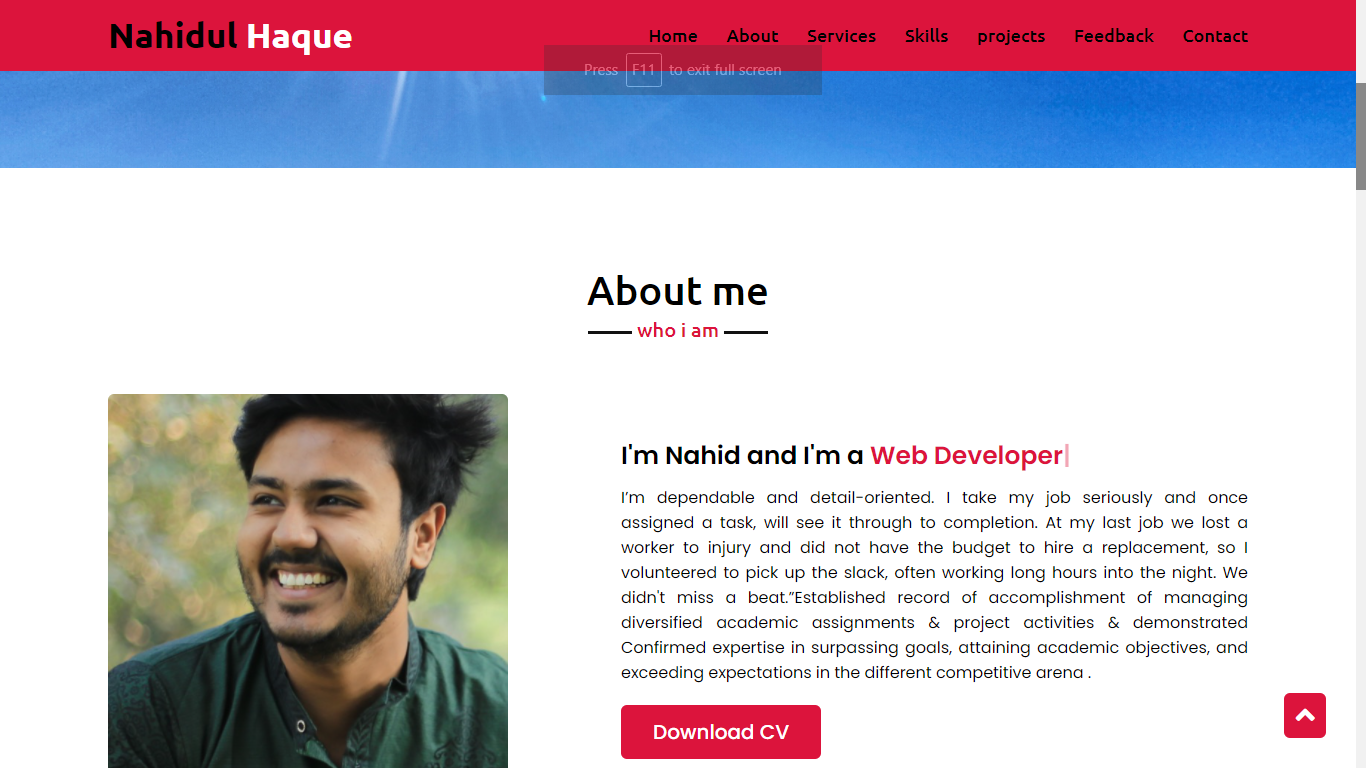 Nahidul Haque
Home About Services Skills projects Feedback Contact
Press F11 to exit full screen
About me
who i am
I'm Nahid and I'm a Web Developer|
I’m dependable and detail-oriented. I take my job seriously and once
assigned a task, will see it through to completion. At my last job we lost a
worker to injury and did not have the budget to hire a replacement, so I
volunteered to pick up the slack, often working long hours into the night. We
didn't miss a beat.”Established record of accomplishment of managing
diversified academic assignments & project activities & demonstrated
Confirmed expertise in surpassing goals, attaining academic objectives, and
exceeding expectations in the different competitive arena .
Download CV